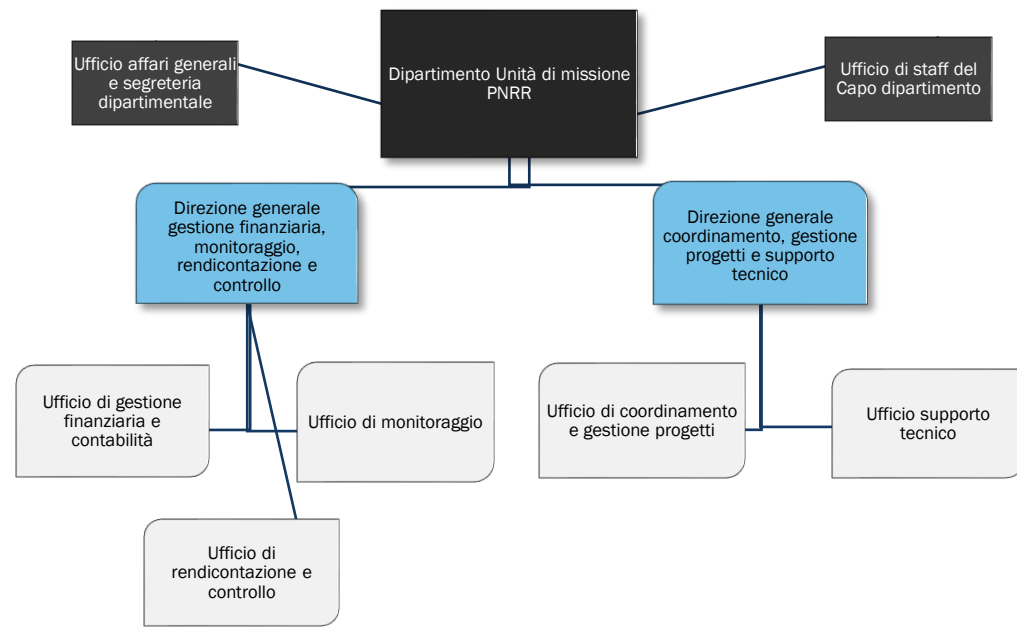 Ufficio affari generali
e segreteria
dipartimentale
Dipartimento Unità di missione
PNRR
Ufficio di staff del
Capo dipartimento
Direzione generale
gestione finanziaria,
monitoraggio,
rendicontazione e
controllo
Direzione generale
coordinamento, gestione
progetti e supporto
tecnico
Ufficio di gestione
finanziaria e
contabilità
Ufficio di monitoraggio
Ufficio di coordinamento
e gestione progetti
Ufficio supporto
tecnico
Ufficio di
rendicontazione e
controllo